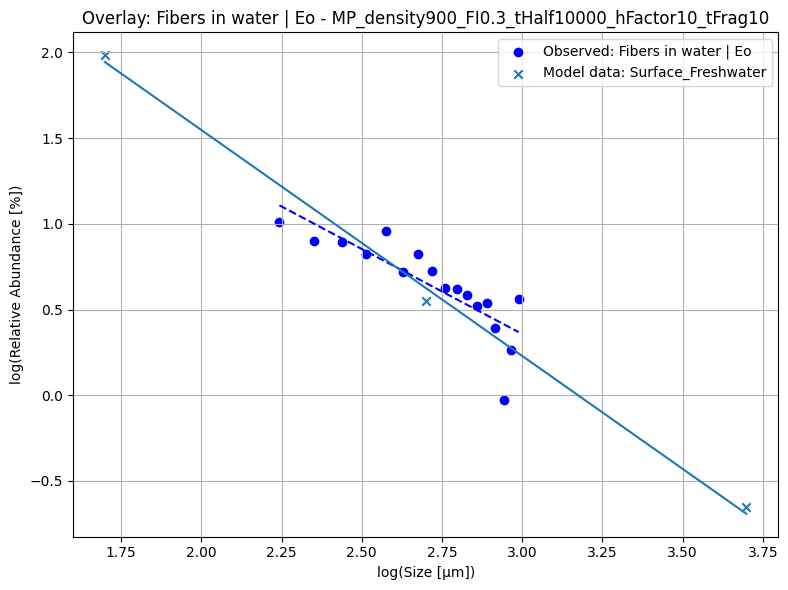 Overlay: Fibers in water | Eo - MP_density900_FI0.3_tHalf10000_hFactor10_tFrag10
Observed: Fibers in water | Eo
Model data: Surface_Freshwater
log(Relative Abundance [%])
2.0
1.5
1.0
0.5
0.0
−0.5
1.75 2.00 2.25 2.50 2.75 3.00 3.25 3.50 3.75
log(Size [μm])